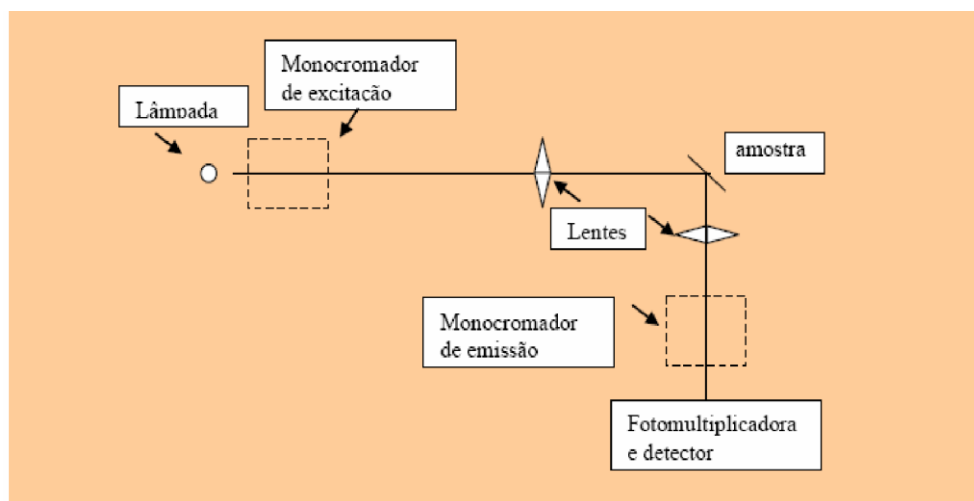 Monocromador
de excitação
Lâmpada
amostra
Lentes
Monocromador
de emissão
Fotomultiplicadora
e detector